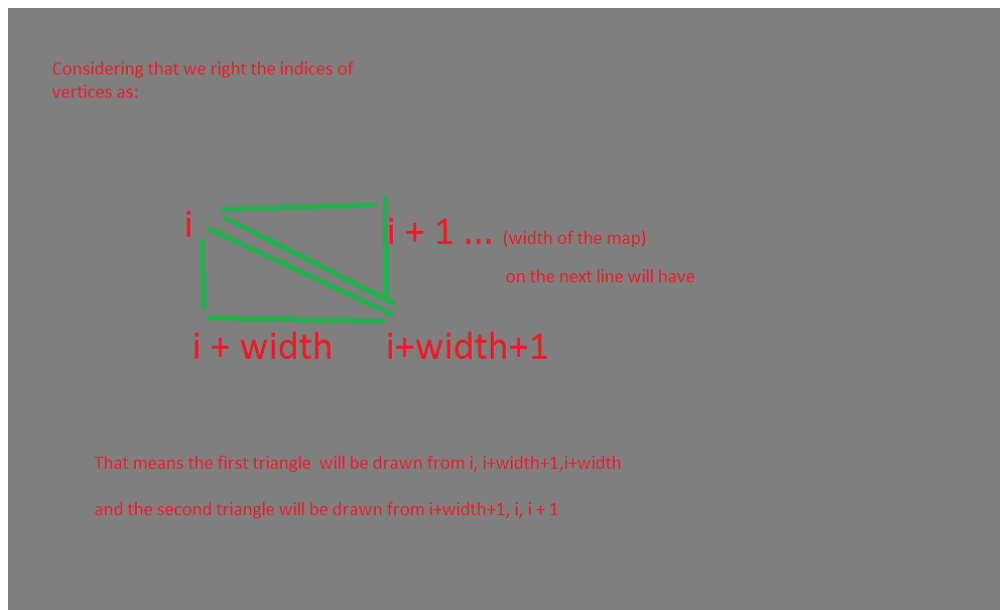 Considering that we right the indices of
vertices as:
i
i + 1 ... (width of the map)
on the next line will have
i + width i+width+1
That means the first triangle will be drawn from i, i+width+1,i+width
and the second triangle will be drawn from i+width+1, i, i + 1